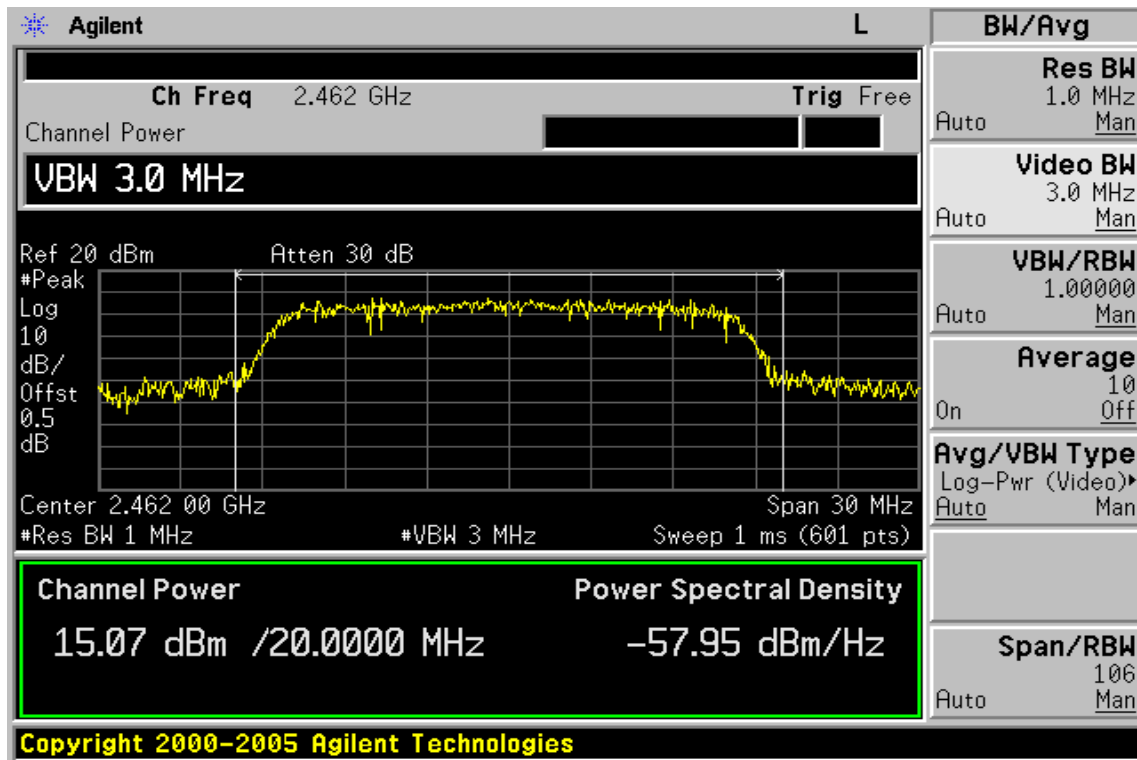 Agilent L
Ch Freq 2.462 GHz Trig Free
Channel Power
VBW 3.0 MHz
Ref 20 dBm Atten 30 dB
#Peak
Log
10
dB/
Offst
0.5
dB
Center 2.462 00 GHz Span 30 MHz
#Res BW 1 MHz #VBW 3 MHz Sweep 1 ms (601 pts)
Channel Power Power Spectral Density
15.07 dBm /20.0000 MHz -57.95 dBm/Hz
Copyright 2000-2005 Agilent Technologies
BW/Avg
Res BW
1.0 MHz
Auto Man
Video BW
3.0 MHz
Auto Man
VBW/RBW
1.00000
Auto Man
Average
10
On Off
Avg/VBW Type
Log-Pwr (Video)
Auto Man
Span/RBW
106
Auto Man